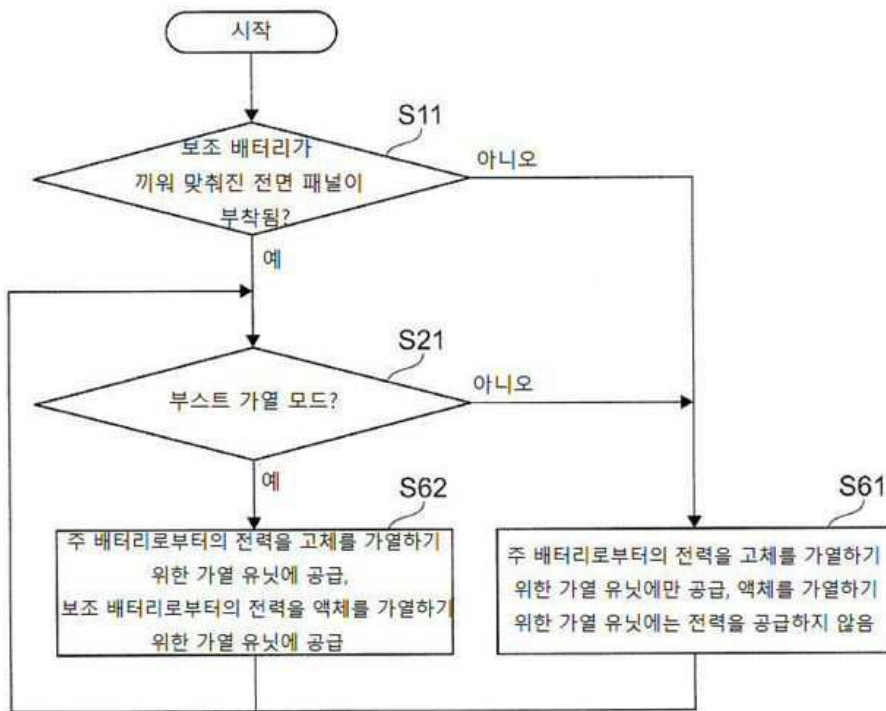 시작
S11
보조 배터리가
끼워 맞춰진 전면 패널이
부착됨?
아니오
예
S21
부스트 가열 모드?
아니오
예
S62
주 배터리로부터의 전력을 고체를 가열하기
위한 가열 유닛에 공급,
보조 배터리로부터의 전력을 액체를 가열하기
위한 가열 유닛에 공급
S61
주 배터리로부터의 전력을 고체를 가열하기
위한 가열 유닛에만 공급, 액체를 가열하기
위한 가열 유닛에는 전력을 공급하지 않음